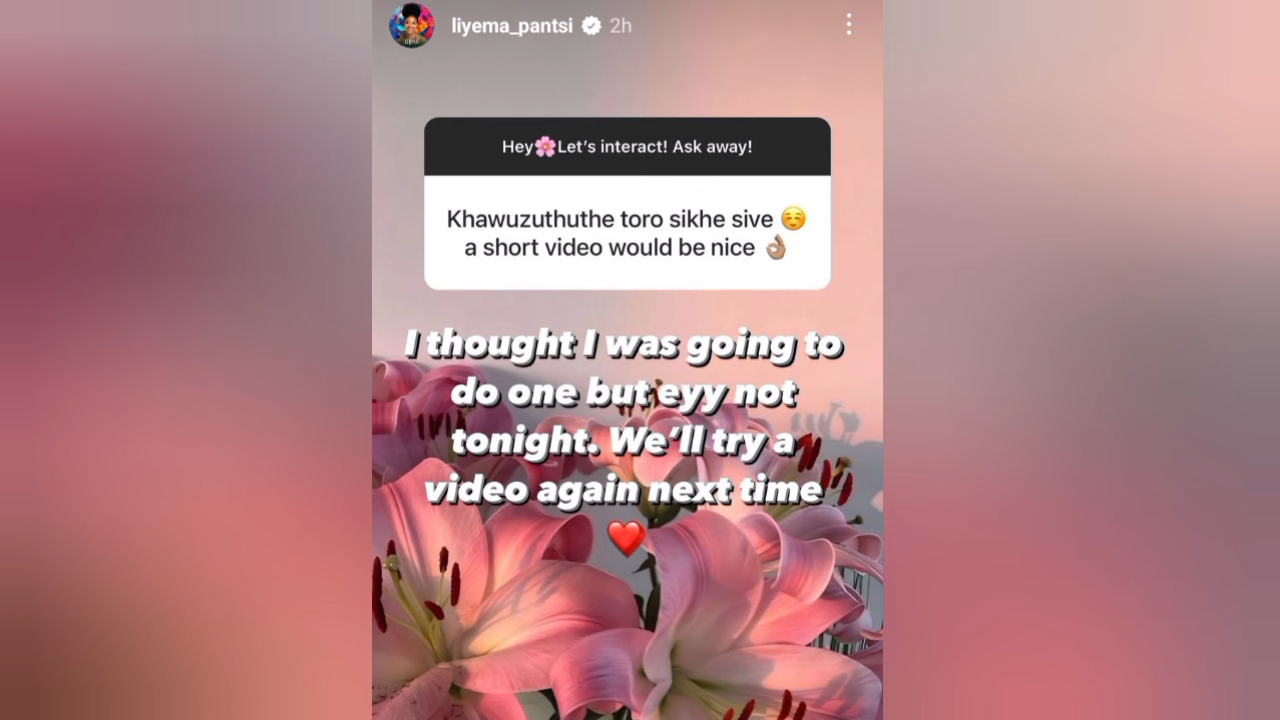 liyema_pantsi 2h
Hey🌸Let's interact! Ask away!
Khawuzuthuthe toro sikhe sive ☺️
a short video would be nice 👌🏽
I thought I was going to
do one but eyy not
tonight. We'll try a
video again next time
❤️